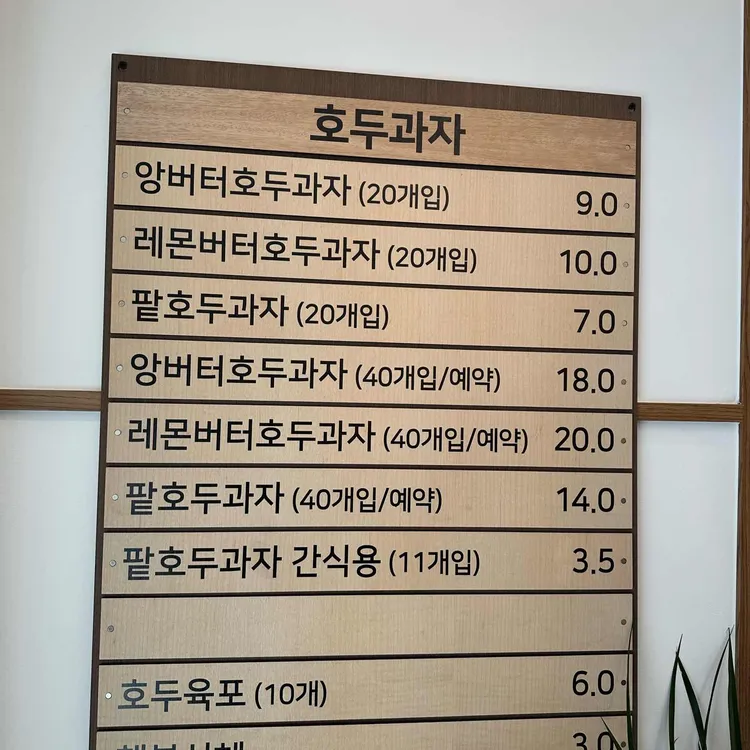 호두과자
앙버터호두과자 (20개입) 9.0
레몬버터호두과자 (20개입) 10.0
팥호두과자 (20개입) 7.0
앙버터호두과자 (40개입/예약) 18.0
레몬버터호두과자 (40개입/예약) 20.0
팥호두과자 (40개입/예약) 14.0
팥호두과자 간식용 (11개입) 3.5
호두육포 (10개) 6.0
3.0